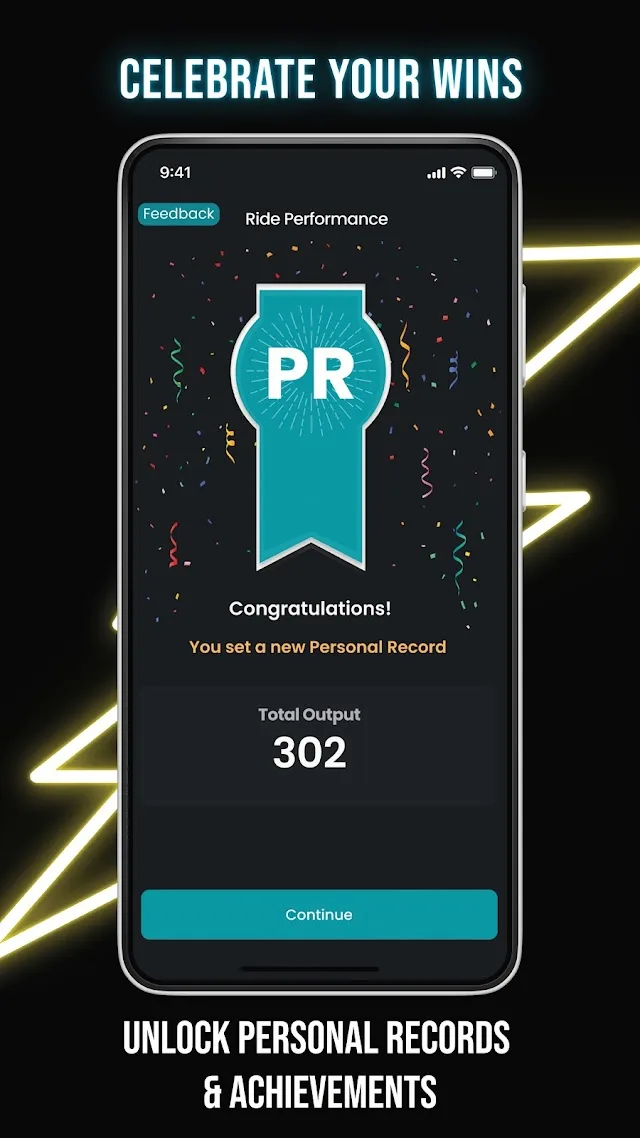 CELEBRATE YOUR WINS
9:41
Feedback
Ride Performance
PR
Congratulations!
You set a new Personal Record
Total Output
302
Continue
UNLOCK PERSONAL RECORDS
& ACHIEVEMENTS